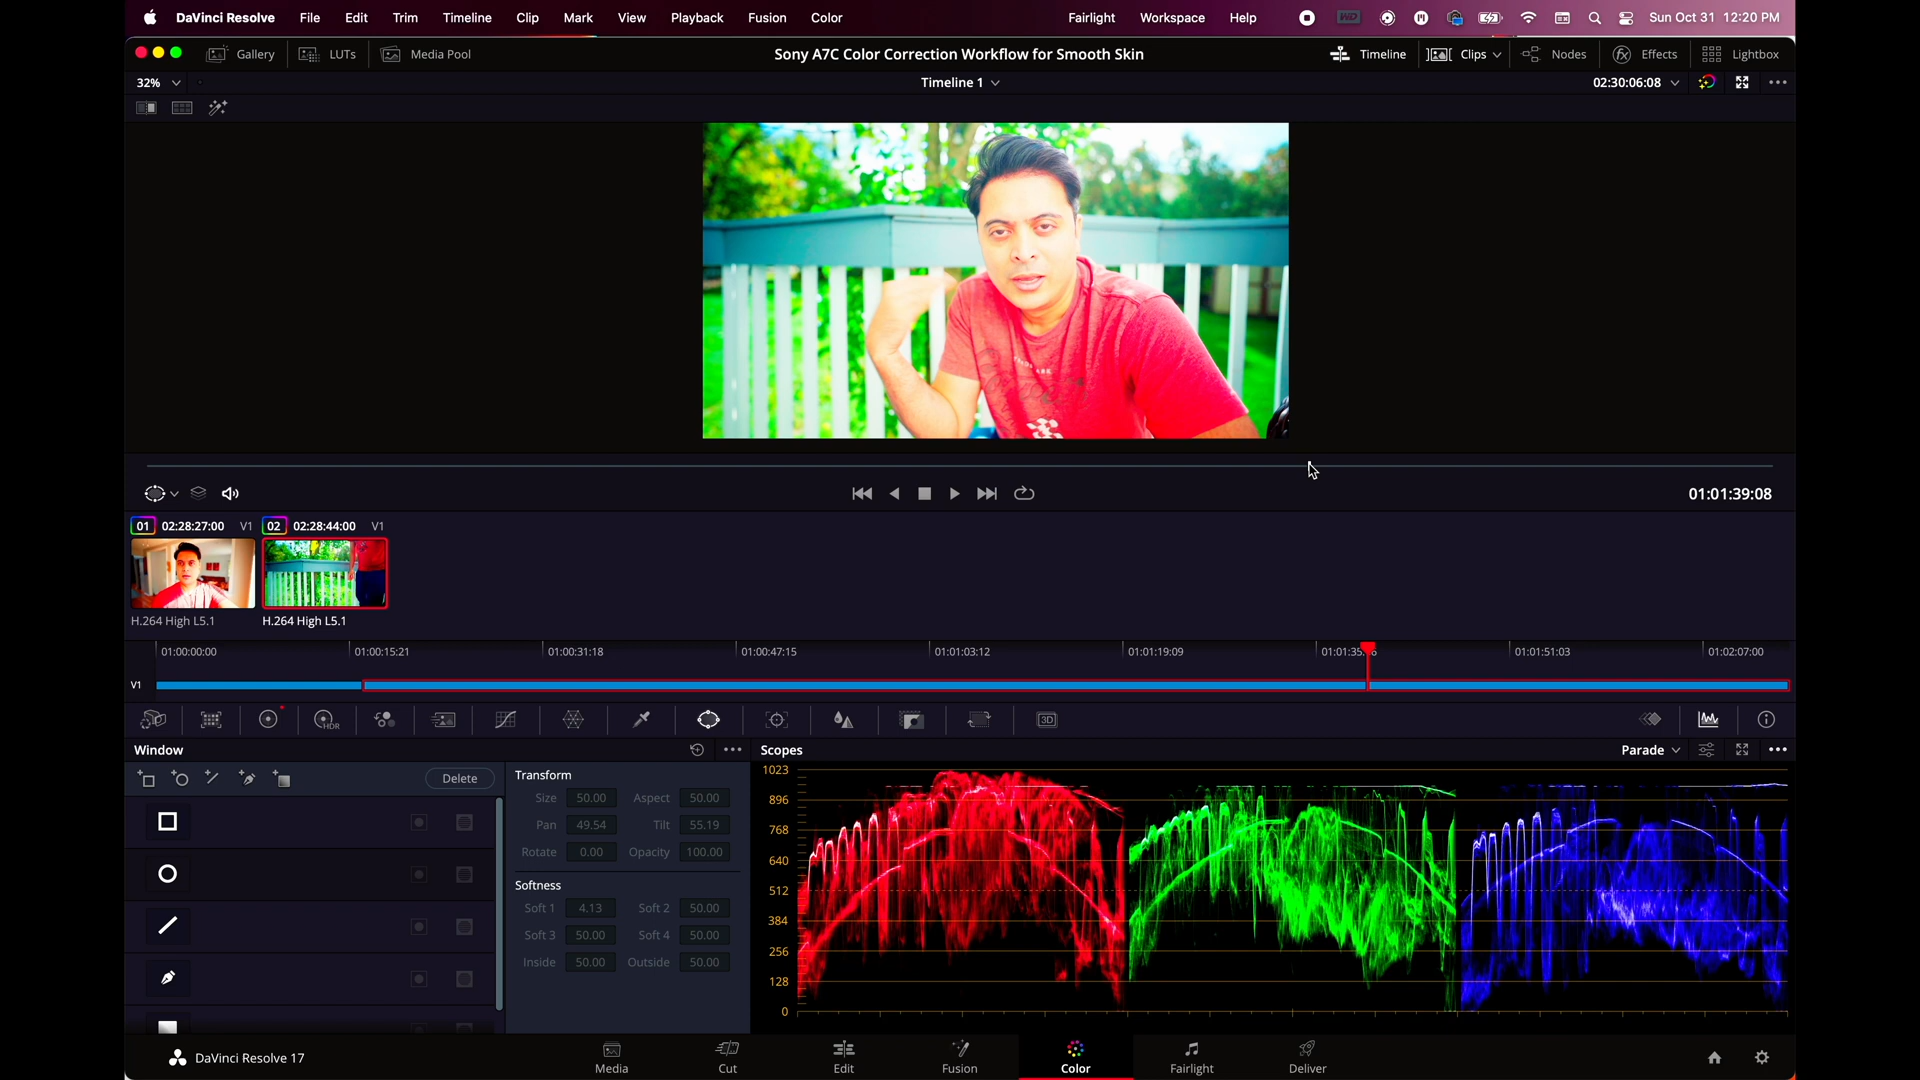 DaVinci Resolve File Edit Trim Timeline Clip Mark View Playback Fusion Color Fairlight Workspace Help Sun Oct 31 12:20 PM
Gallery LUTs Media Pool Sony A7C Color Correction Workflow for Smooth Skin Timeline Clips Nodes Effects Lightbox
32% Timeline 1 02:30:06:08
01:01:39:08
01 02:28:27:00 V1 02 02:28:44:00 V1
H.264 High L5.1 H.264 High L5.1
01:00:00:00 01:00:15:21 01:00:31:18 01:00:47:15 01:01:03:12 01:01:19:09 01:01:51:03 01:02:07:00
V1
HDR 3D
Window Scopes Parade
Delete
Transform
Size 50.00 Aspect 50.00
Pan 49.54 Tilt 55.19
Rotate 0.00 Opacity 100.00
Softness
Soft 1 4.13 Soft 2 50.00
Soft 3 50.00 Soft 4 50.00
Inside 50.00 Outside 50.00
1023
896
768
640
512
384
256
128
0
DaVinci Resolve 17 Media Cut Edit Fusion Color Fairlight Deliver